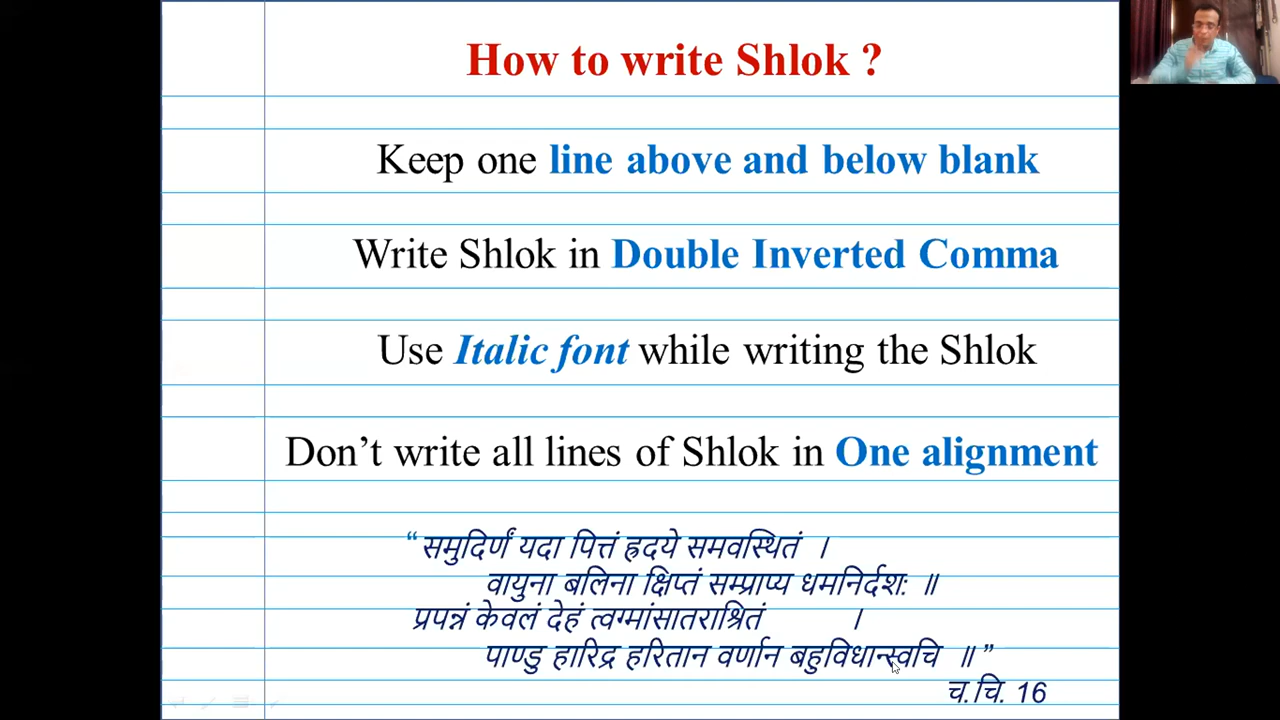 How to write Shlok ?
Keep one line above and below blank
Write Shlok in Double Inverted Comma
Use Italic font while writing the Shlok
Don’t write all lines of Shlok in One alignment
“ समुदिर्णं यदा पित्तं ह्रदये समवस्थितं ।
वायुना बलिना क्षिप्तं सम्प्राप्य धमनिर्दशः ॥
प्रपन्नं केवलं देहं त्वग्मांसातराश्रितं ।
पाण्डु हारिद्र हरितान वर्णान बहुविधान्स्वचि ॥ ”
च.चि. 16